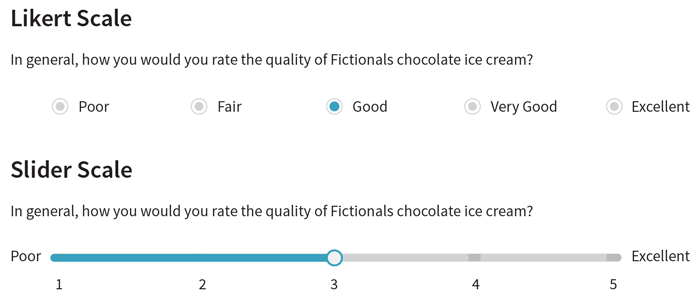 Likert Scale
In general, how you would you rate the quality of Fictionals chocolate ice cream?
Poor Fair Good Very Good Excellent
Slider Scale
In general, how you would you rate the quality of Fictionals chocolate ice cream?
Poor Excellent
1 2 3 4 5